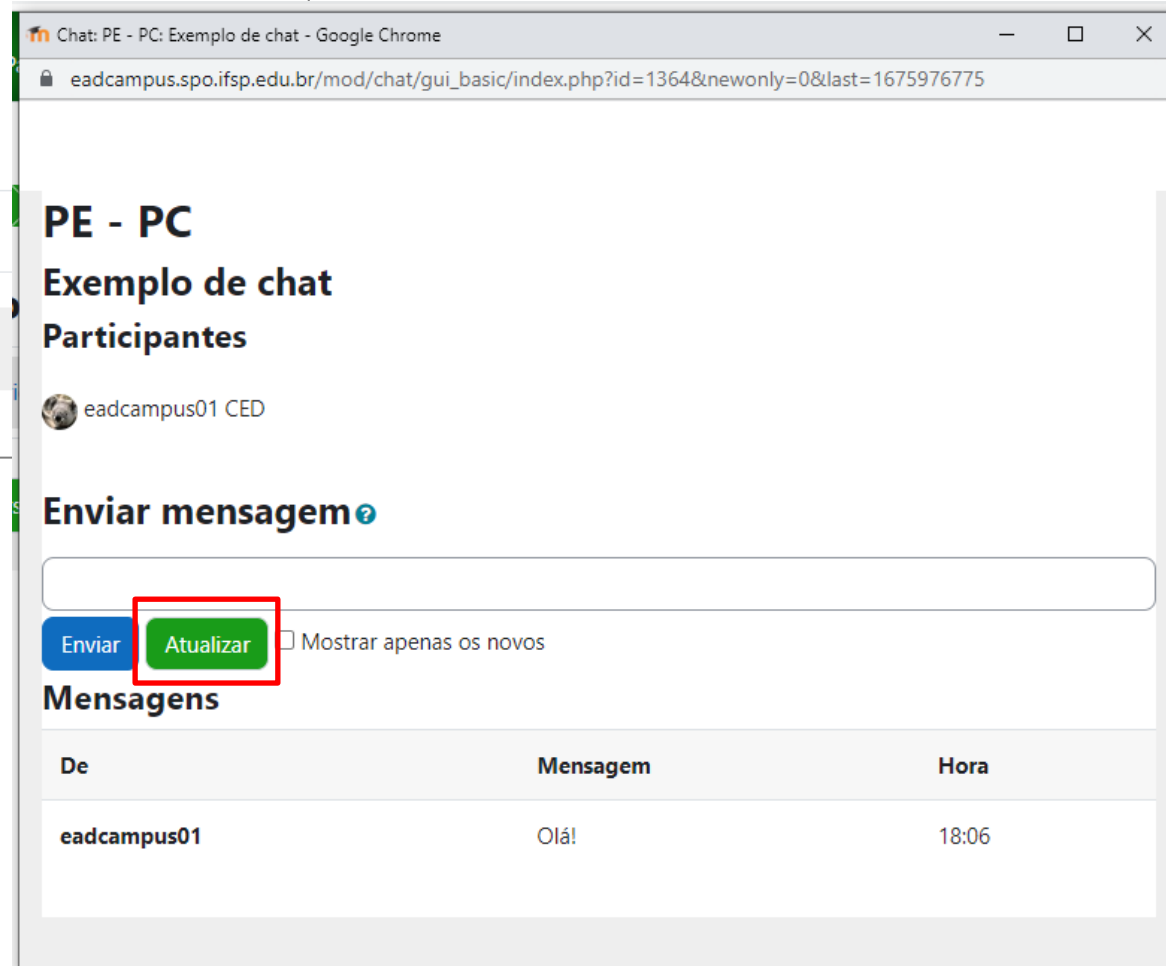 Chat: PE - PC: Exemplo de chat - Google Chrome
eadcampus.spo.ifsp.edu.br/mod/chat/gui_basic/index.php?id=1364&newonly=0&last=1675976775
PE - PC
Exemplo de chat
Participantes
eadcampus01 CED
Enviar mensagem
Enviar Atualizar Mostrar apenas os novos
Mensagens
De Mensagem Hora
eadcampus01 Olá! 18:06